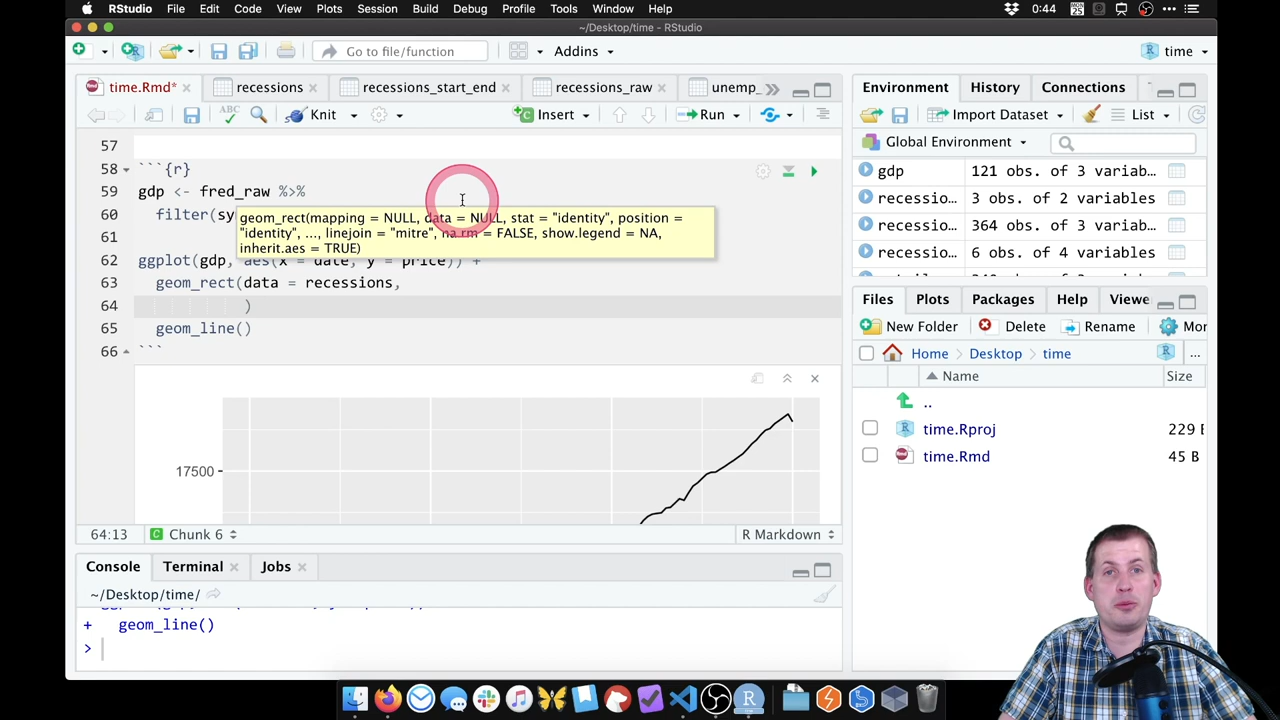 RStudio File Edit Code View Plots Session Build Debug Profile Tools Window Help 0:44 MON 25
~/Desktop/time - RStudio
Go to file/function Addins time
time.Rmd* recessions recessions_start_end recessions_raw unemp_
Knit Insert Run
57
58 ```{r}
59 gdp <- fred_raw %>%
60 filter(sy
geom_rect(mapping = NULL, data = NULL, stat = "identity", position =
"identity", ..., linejoin = "mitre", na.rm = FALSE, show.legend = NA,
inherit.aes = TRUE)
61
62 ggplot(gdp, aes(x = date, y = price)) +
63 geom_rect(data = recessions,
64 )
65 geom_line()
66 ```
17500
64:13 Chunk 6 R Markdown
Console Terminal Jobs
~/Desktop/time/
+ geom_line()
>
Environment History Connections
Import Dataset List
Global Environment
gdp 121 obs. of 3 variab...
recessio... 3 obs. of 2 variables
recessio... 364 obs. of 3 variab...
recessio... 6 obs. of 4 variables
Files Plots Packages Help Viewe
New Folder Delete Rename Mor
Home Desktop time ...
Name Size
..
time.Rproj 229 B
time.Rmd 45 B